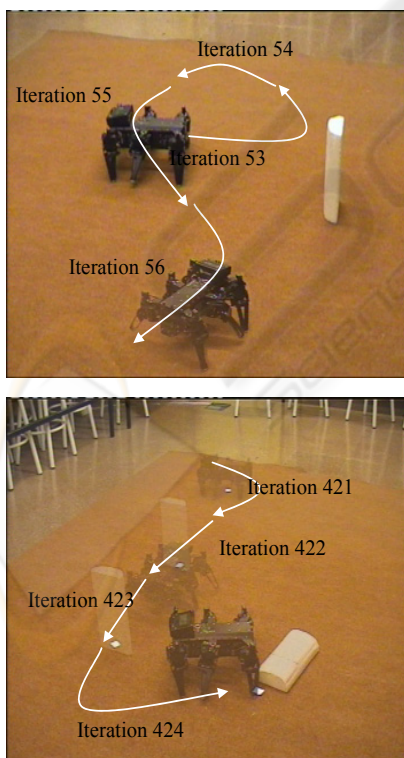 Iteration 54
Iteration 55
Iteration 53
Iteration 56
Iteration 421
Iteration 422
Iteration 423
Iteration 424